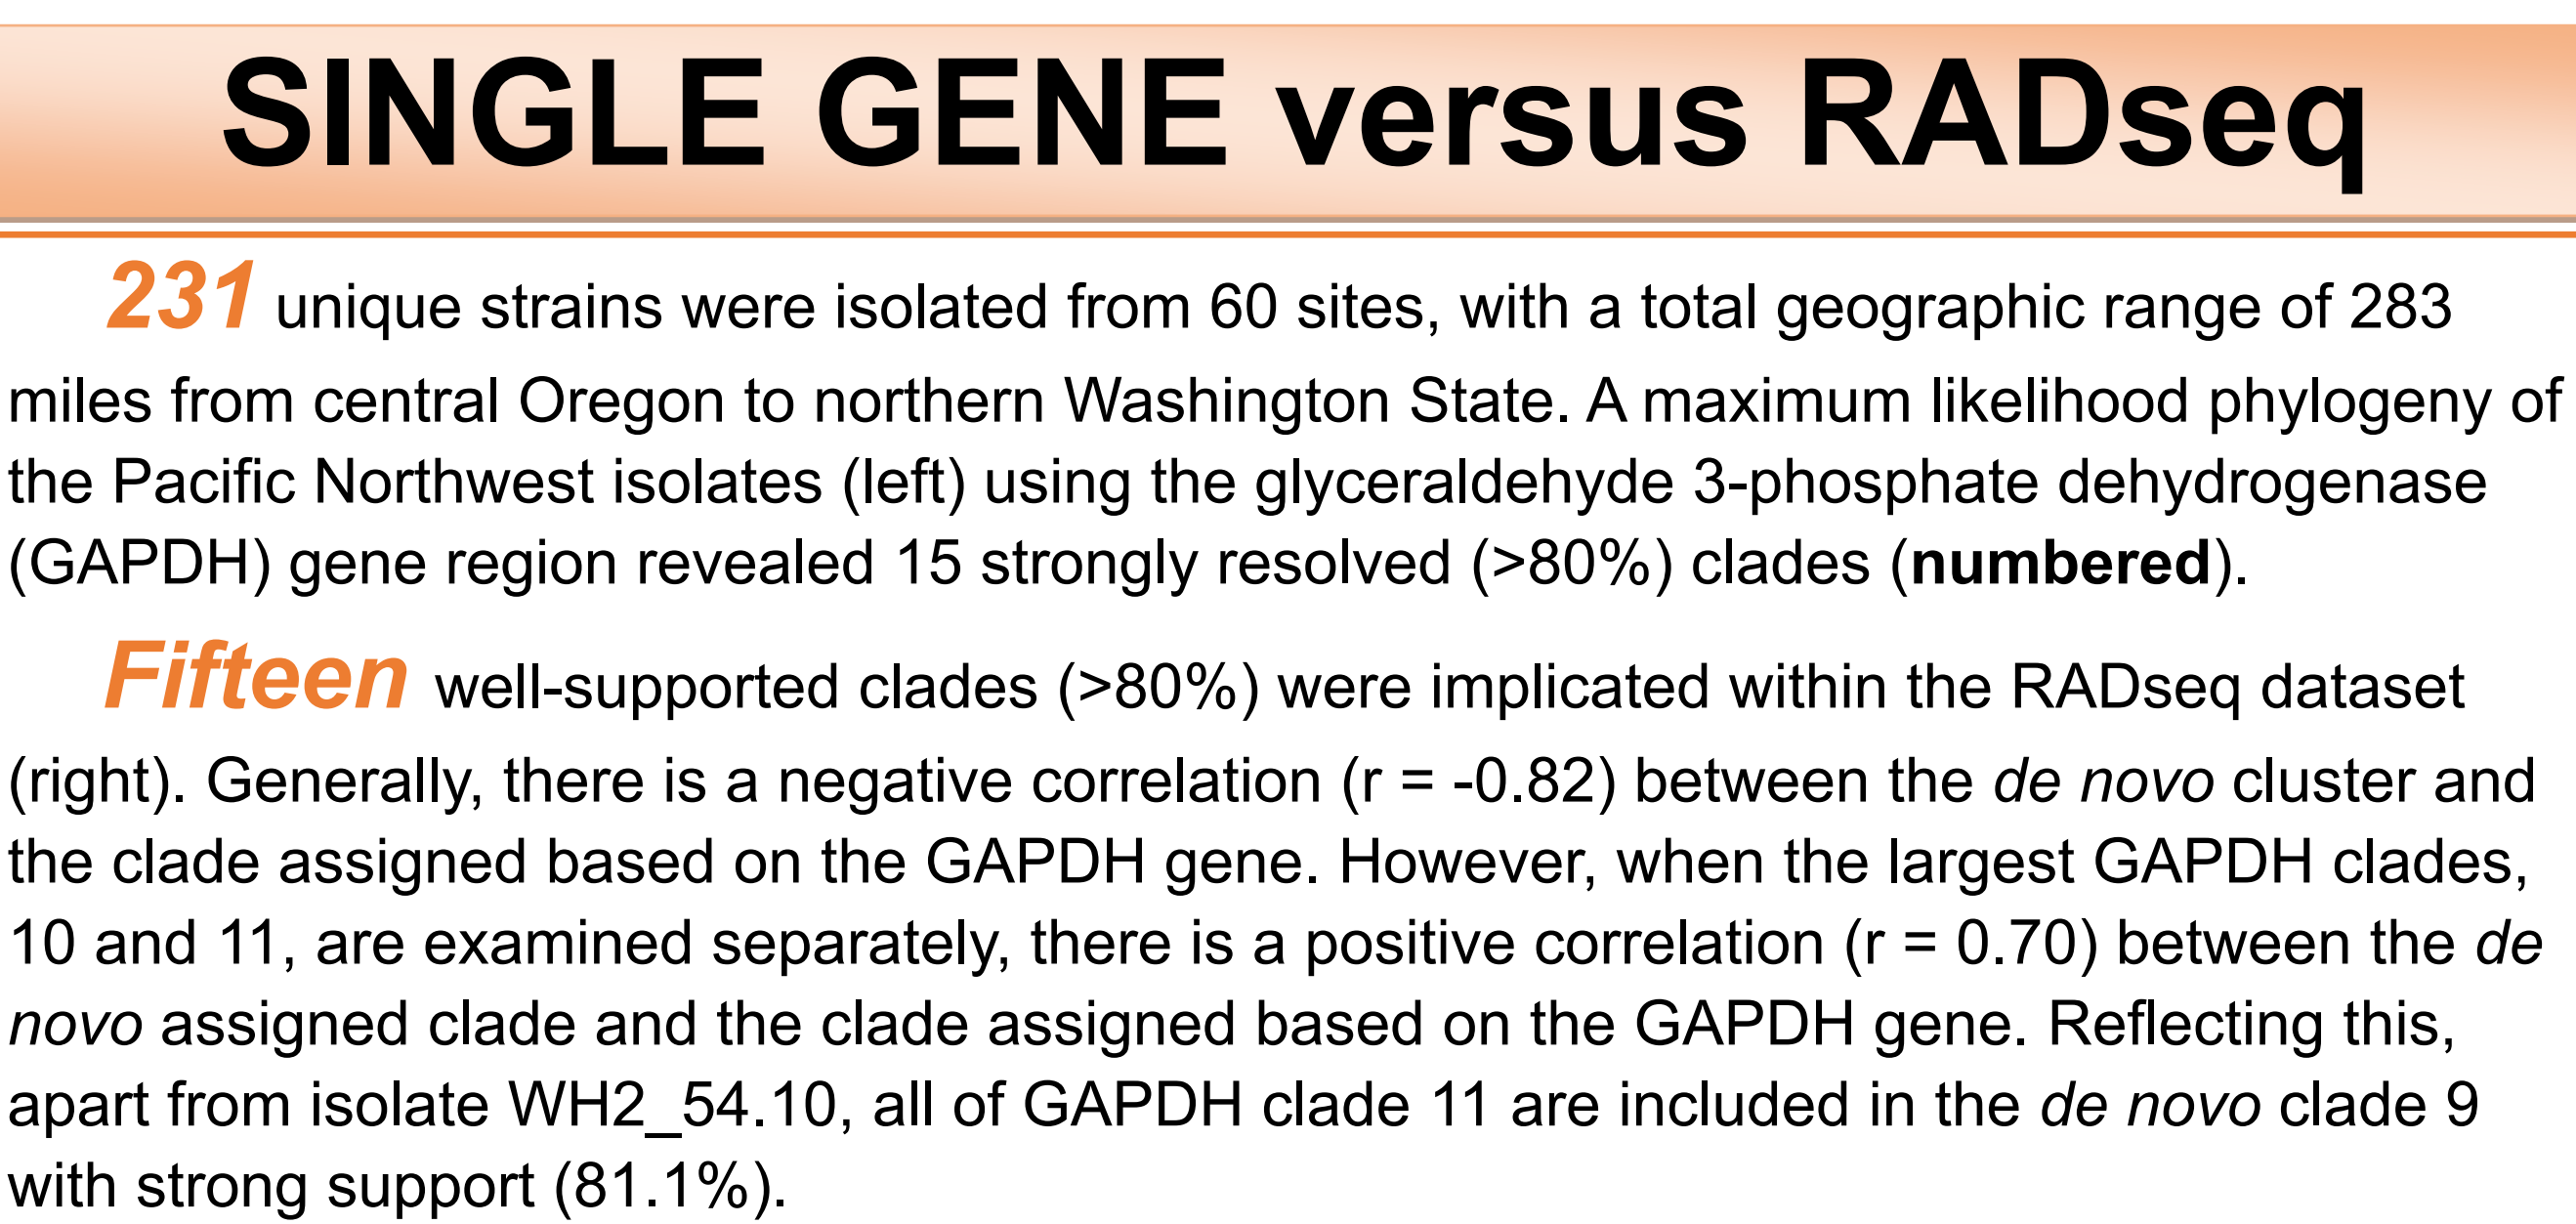 SINGLE GENE versus RADseq
231 unique strains were isolated from 60 sites, with a total geographic range of 283
miles from central Oregon to northern Washington State. A maximum likelihood phylogeny of
the Pacific Northwest isolates (left) using the glyceraldehyde 3-phosphate dehydrogenase
(GAPDH) gene region revealed 15 strongly resolved (>80%) clades (numbered).
Fifteen well-supported clades (>80%) were implicated within the RADseq dataset
(right). Generally, there is a negative correlation (r = -0.82) between the de novo cluster and
the clade assigned based on the GAPDH gene. However, when the largest GAPDH clades,
10 and 11, are examined separately, there is a positive correlation (r = 0.70) between the de
novo assigned clade and the clade assigned based on the GAPDH gene. Reflecting this,
apart from isolate WH2_54.10, all of GAPDH clade 11 are included in the de novo clade 9
with strong support (81.1%).